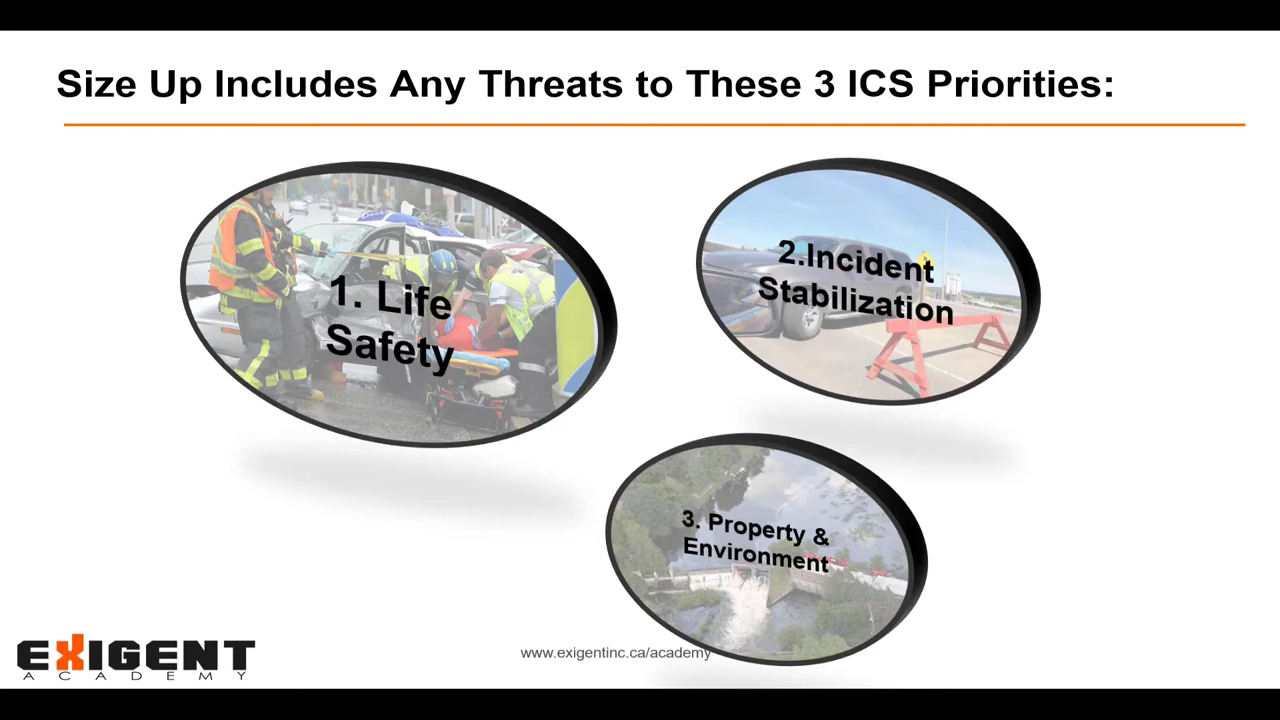 Size Up Includes Any Threats to These 3 ICS Priorities:
1. Life
Safety
2.Incident
Stabilization
3. Property &
Environment
EXIGENT
ACADEMY
www.exigentinc.ca/academy